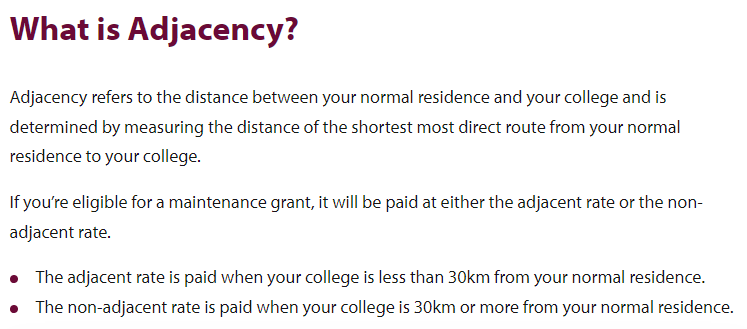 What is Adjacency?
Adjacency refers to the distance between your normal residence and your college and is
determined by measuring the distance of the shortest most direct route from your normal
residence to your college.
If you’re eligible for a maintenance grant, it will be paid at either the adjacent rate or the non-
adjacent rate.
• The adjacent rate is paid when your college is less than 30km from your normal residence.
• The non-adjacent rate is paid when your college is 30km or more from your normal residence.